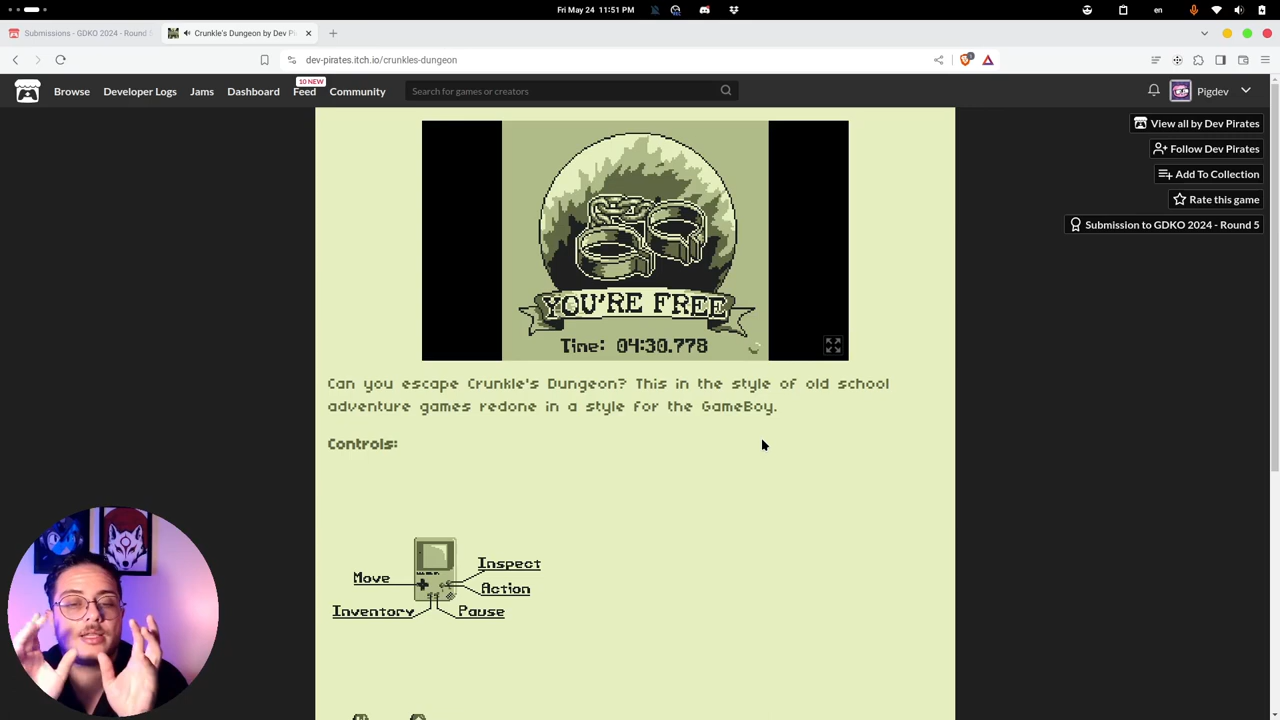 Fri May 24 11:51 PM
en
Submissions - GDKO 2024 - Round 5
Crunkle's Dungeon by Dev Pi
dev-pirates.itch.io/crunkles-dungeon
1
10 NEW
Browse Developer Logs Jams Dashboard Feed Community
Search for games or creators
Pigdev
View all by Dev Pirates
Follow Dev Pirates
Add To Collection
Rate this game
Submission to GDKO 2024 - Round 5
YOU'RE FREE
Time: 04:30.778
Can you escape Crunkle's Dungeon? This in the style of old school
adventure games redone in a style for the GameBoy.
Controls:
Inspect
Move
Action
Inventory
Pause